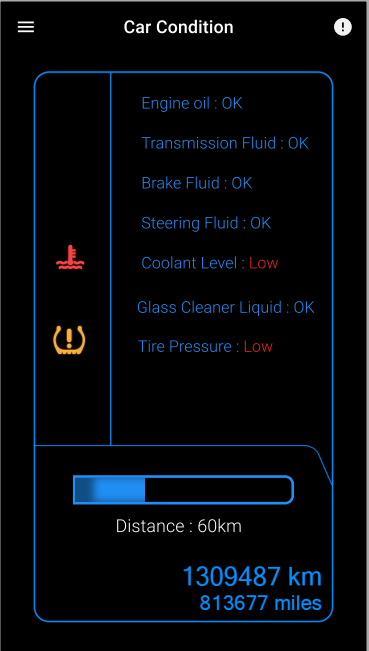 Car Condition
Engine oil : OK
Transmission Fluid : OK
Brake Fluid : OK
Steering Fluid : OK
Coolant Level : Low
Glass Cleaner Liquid : OK
Tire Pressure : Low
Distance : 60km
1309487 km
813677 miles